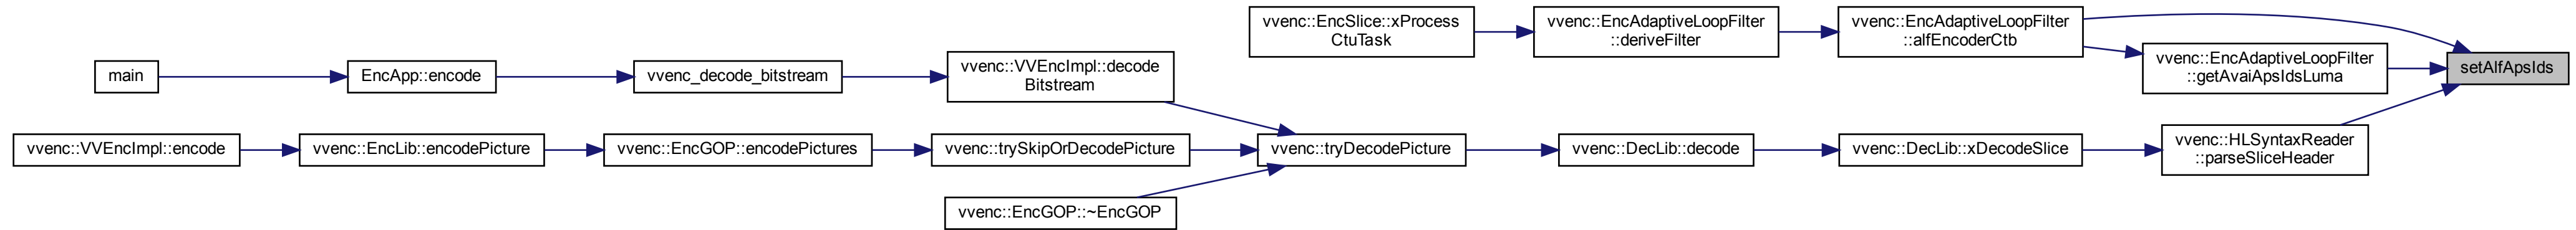 vvenc::EncSlice::xProcess
CtuTask
vvenc::EncAdaptiveLoopFilter
::deriveFilter
vvenc::EncAdaptiveLoopFilter
::alfEncoderCtb
main
EncApp::encode
vvenc_decode_bitstream
vvenc::VVEncImpl::decode
Bitstream
vvenc::EncAdaptiveLoopFilter
::getAvaiApsIdsLuma
setAlfApsIds
vvenc::VVEncImpl::encode
vvenc::EncLib::encodePicture
vvenc::EncGOP::encodePictures
vvenc::trySkipOrDecodePicture
vvenc::tryDecodePicture
vvenc::DecLib::decode
vvenc::DecLib::xDecodeSlice
vvenc::HLSyntaxReader
::parseSliceHeader
vvenc::EncGOP::~EncGOP